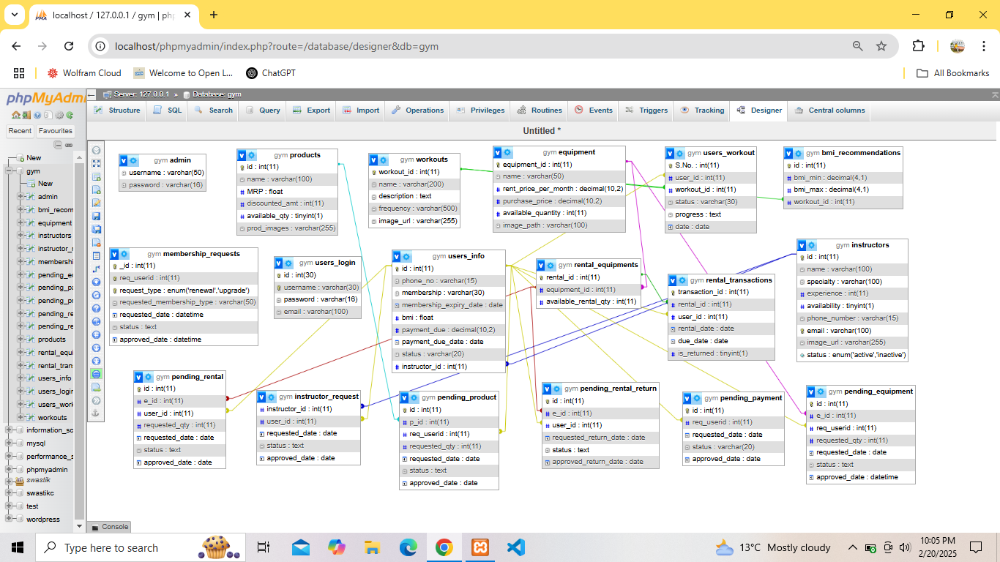 localhost / 127.0.0.1 / gym | php
localhost/phpmyadmin/index.php?route=/database/designer&db=gym
Wolfram Cloud
Welcome to Open L...
ChatGPT
All Bookmarks
phpMyAdm
Recent
Favourites
New
gym
New
admin
bmi_recom
equipment
instructors
instructor_r
membershi
pending_eq
pending_pa
pending_pr
pending_re
pending_re
products
rental_equi
rental_tran
users_info
users_login
users_work
workouts
information_sc
mysql
performance_s
phpmyadmin
swastik
swastikc
test
wordpress
Server: 127.0.0.1 » Database: gym
Structure
SQL
Search
Query
Export
Import
Operations
Privileges
Routines
Events
Triggers
Tracking
Designer
Central columns
Untitled *
gym admin
username : varchar(50)
password : varchar(16)
gym products
id : int(11)
name : varchar(100)
MRP : float
discounted_amt : int(11)
available_qty : tinyint(1)
prod_images : varchar(255)
gym workouts
workout_id : int(11)
name : varchar(200)
description : text
frequency : varchar(500)
image_url : varchar(255)
gym equipment
equipment_id : int(11)
name : varchar(50)
rent_price_per_month : decimal(10,2)
purchase_price : decimal(10,2)
available_quantity : int(11)
image_path : varchar(100)
gym users_workout
S.No. : int(11)
user_id : int(11)
workout_id : int(11)
status : varchar(30)
progress : text
date : date
gym bmi_recommendations
id : int(11)
bmi_min : decimal(4,1)
bmi_max : decimal(4,1)
workout_id : int(11)
gym membership_requests
_id : int(11)
req_userid : int(11)
request_type : enum('renewal','upgrade')
requested_membership_type : varchar(50)
requested_date : datetime
status : text
approved_date : datetime
gym users_login
id : int(30)
username : varchar(30)
password : varchar(16)
email : varchar(100)
gym users_info
id : int(11)
phone_no : varchar(15)
membership : varchar(30)
membership_expiry_date : date
bmi : float
payment_due : decimal(10,2)
payment_due_date : date
status : varchar(20)
instructor_id : int(11)
gym rental_equipments
rental_id : int(11)
equipment_id : int(11)
available_rental_qty : int(11)
gym rental_transactions
transaction_id : int(11)
rental_id : int(11)
user_id : int(11)
rental_date : date
due_date : date
is_returned : tinyint(1)
gym instructors
id : int(11)
name : varchar(100)
specialty : varchar(100)
experience : int(11)
availability : tinyint(1)
phone_number : varchar(15)
email : varchar(100)
image_url : varchar(255)
status : enum('active','inactive')
gym pending_rental
id : int(11)
e_id : int(11)
user_id : int(11)
requested_qty : int(11)
requested_date : date
status : text
approved_date : date
gym instructor_request
instructor_id : int(11)
user_id : int(11)
requested_date : date
status : text
approved_date : date
gym pending_product
id : int(11)
p_id : int(11)
req_userid : int(11)
requested_qty : int(11)
requested_date : date
status : text
approved_date : date
gym pending_rental_return
id : int(11)
e_id : int(11)
user_id : int(11)
requested_return_date : date
status : text
approved_return_date : date
gym pending_payment
id : int(11)
req_userid : int(11)
requested_date : date
status : varchar(20)
approved_date : date
gym pending_equipment
id : int(11)
e_id : int(11)
req_userid : int(11)
requested_qty : int(11)
requested_date : date
status : text
approved_date : datetime
Console
Type here to search
13°C Mostly cloudy
10:05 PM
2/20/2025